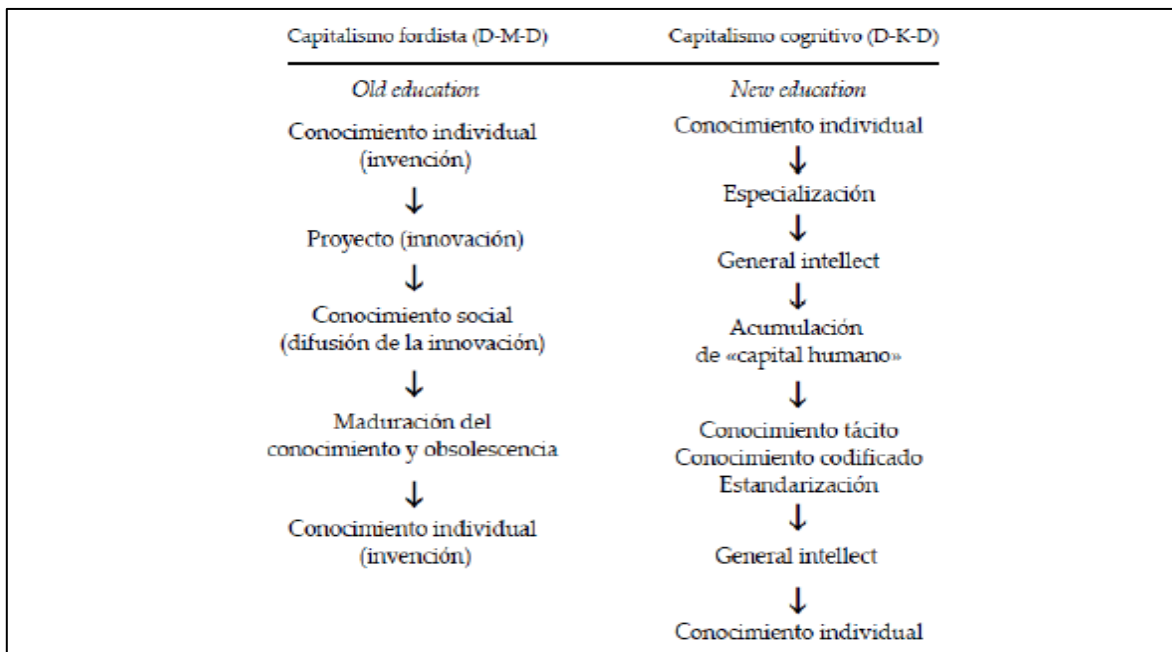 Capitalismo fordista (D-M-D)
Old education
Conocimiento individual
(invención)
↓
Proyecto (innovación)
↓
Conocimiento social
(difusión de la innovación)
↓
Maduración del
conocimiento y obsolescencia
↓
Conocimiento individual
(invención)
Capitalismo cognitivo (D-K-D)
New education
Conocimiento individual
↓
Especialización
↓
General intellect
↓
Acumulación
de «capital humano»
↓
Conocimiento tácito
Conocimiento codificado
Estandarización
↓
General intellect
↓
Conocimiento individual